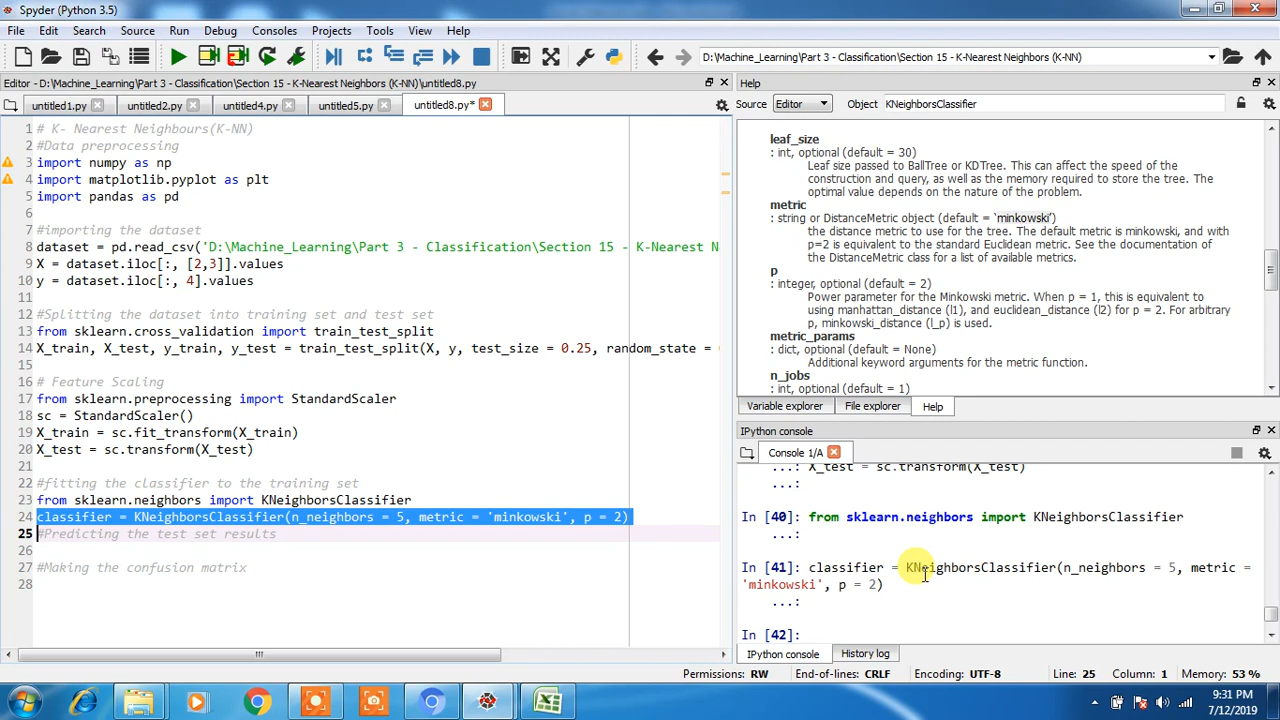 Spyder (Python 3.5)
File Edit Search Source Run Debug Consoles Projects Tools View Help
D:\Machine_Learning\Part 3 - Classification\Section 15 - K-Nearest Neighbors (K-NN)
Editor - D:\Machine_Learning\Part 3 - Classification\Section 15 - K-Nearest Neighbors (K-NN)\untitled8.py
untitled1.py untitled2.py untitled4.py untitled5.py untitled8.py*
1 # K- Nearest Neighbours(K-NN)
2 #Data preprocessing
3 import numpy as np
4 import matplotlib.pyplot as plt
5 import pandas as pd
6
7 #importing the dataset
8 dataset = pd.read_csv('D:\Machine_Learning\Part 3 - Classification\Section 15 - K-Nearest N
9 X = dataset.iloc[:, [2,3]].values
10 y = dataset.iloc[:, 4].values
11
12 #Splitting the dataset into training set and test set
13 from sklearn.cross_validation import train_test_split
14 X_train, X_test, y_train, y_test = train_test_split(X, y, test_size = 0.25, random_state =
15
16 # Feature Scaling
17 from sklearn.preprocessing import StandardScaler
18 sc = StandardScaler()
19 X_train = sc.fit_transform(X_train)
20 X_test = sc.transform(X_test)
21
22 #fitting the classifier to the training set
23 from sklearn.neighbors import KNeighborsClassifier
24 classifier = KNeighborsClassifier(n_neighbors = 5, metric = 'minkowski', p = 2)
25 #Predicting the test set results
26
27 #Making the confusion matrix
28
Help
Source Editor Object KNeighborsClassifier
leaf_size
: int, optional (default = 30)
Leaf size passed to BallTree or KDTree. This can affect the speed of the
construction and query, as well as the memory required to store the tree. The
optimal value depends on the nature of the problem.
metric
: string or DistanceMetric object (default = 'minkowski')
the distance metric to use for the tree. The default metric is minkowski, and with
p=2 is equivalent to the standard Euclidean metric. See the documentation of
the DistanceMetric class for a list of available metrics.
p
: integer, optional (default = 2)
Power parameter for the Minkowski metric. When p = 1, this is equivalent to
using manhattan_distance (l1), and euclidean_distance (l2) for p = 2. For arbitrary
p, minkowski_distance (l_p) is used.
metric_params
: dict, optional (default = None)
Additional keyword arguments for the metric function.
n_jobs
: int, optional (default = 1)
Variable explorer File explorer Help
IPython console
Console 1/A
...: X_test = sc.transform(X_test)
...:
In [40]: from sklearn.neighbors import KNeighborsClassifier
...:
In [41]: classifier = KNeighborsClassifier(n_neighbors = 5, metric =
'minkowski', p = 2)
...:
In [42]:
IPython console History log
Permissions: RW End-of-lines: CRLF Encoding: UTF-8 Line: 25 Column: 1 Memory: 53 %
9:31 PM
7/12/2019